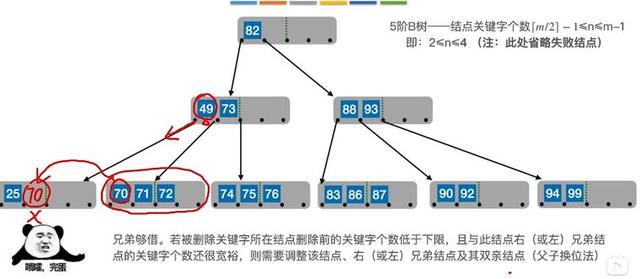 5阶B树——结点关键字个数⌈m/2⌉-1≤n≤m-1
即：2≤n≤4 （注：此处省略失败结点）
82
49 73
88 93
25 70
70 71 72
74 75 76
83 86 87
90 92
94 99
兄弟够借。若被删除关键字所在结点删除前的关键字个数低于下限，且与此结点右（或左）兄弟结
点的关键字个数还很宽裕，则需要调整该结点、右（或左）兄弟结点及其双亲结点（父子换位法）